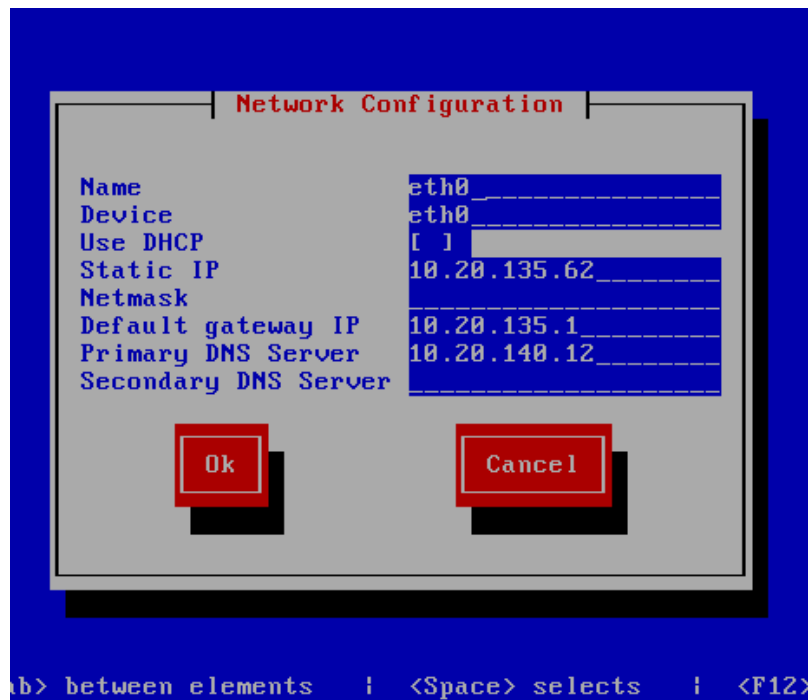 Network Configuration
Name eth0
Device eth0
Use DHCP [ ]
Static IP 10.20.135.62
Netmask
Default gateway IP 10.20.135.1
Primary DNS Server 10.20.140.12
Secondary DNS Server
Ok Cancel
ab> between elements | <Space> selects | <F12>